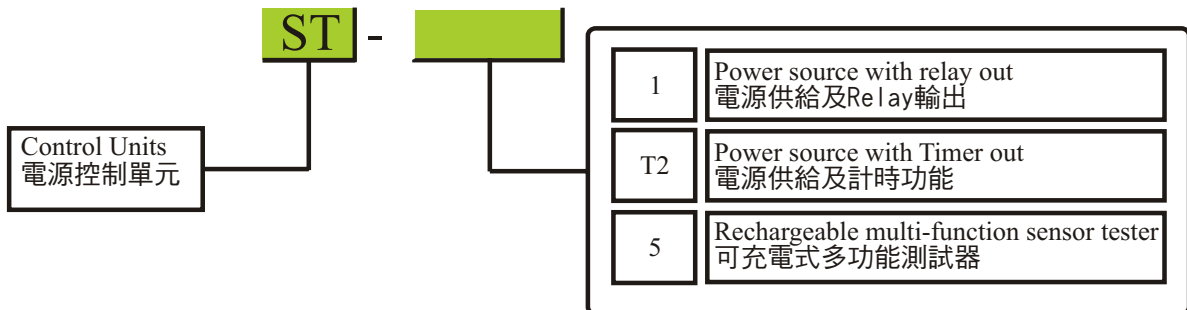 ST -
Control Units
電源控制單元
1
Power source with relay out
電源供給及Relay輸出
T2
Power source with Timer out
電源供給及計時功能
5
Rechargeable multi-function sensor tester
可充電式多功能測試器